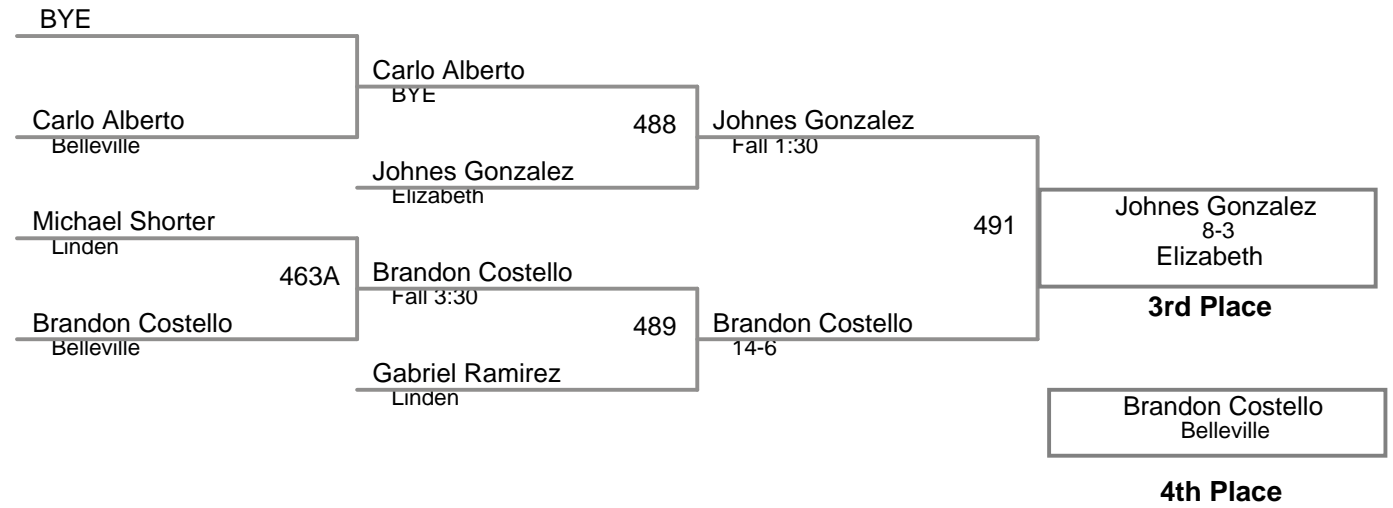 BYE
Carlo Alberto
BYE
Carlo Alberto
Belleville
488
Johnes Gonzalez
Fall 1:30
Johnes Gonzalez
Elizabeth
Michael Shorter
Linden
491
Johnes Gonzalez
8-3
Elizabeth
3rd Place
463A
Brandon Costello
Fall 3:30
Brandon Costello
Belleville
489
Brandon Costello
14-6
Gabriel Ramirez
Linden
Brandon Costello
Belleville
4th Place